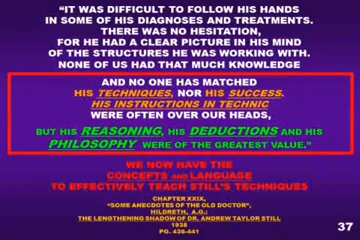 “IT WAS DIFFICULT TO FOLLOW HIS HANDS
IN SOME OF HIS DIAGNOSES AND TREATMENTS.
THERE WAS NO HESITATION,
FOR HE HAD A CLEAR PICTURE IN HIS MIND
OF THE STRUCTURES HE WAS WORKING WITH.
NONE OF US HAD THAT MUCH KNOWLEDGE
AND NO ONE HAS MATCHED
HIS TECHNIQUES, NOR HIS SUCCESS.
HIS INSTRUCTIONS IN TECHNIC
WERE OFTEN OVER OUR HEADS,
BUT HIS REASONING, HIS DEDUCTIONS AND HIS
PHILOSOPHY WERE OF THE GREATEST VALUE.”
WE NOW HAVE THE
CONCEPTS AND LANGUAGE
TO EFFECTIVELY TEACH STILL'S TECHNIQUES
CHAPTER XXIX,
“SOME ANECDOTES OF THE OLD DOCTOR”,
HILDRETH, A.G.:
THE LENGTHENING SHADOW OF DR. ANDREW TAYLOR STILL
1938
PG. 438-441
37